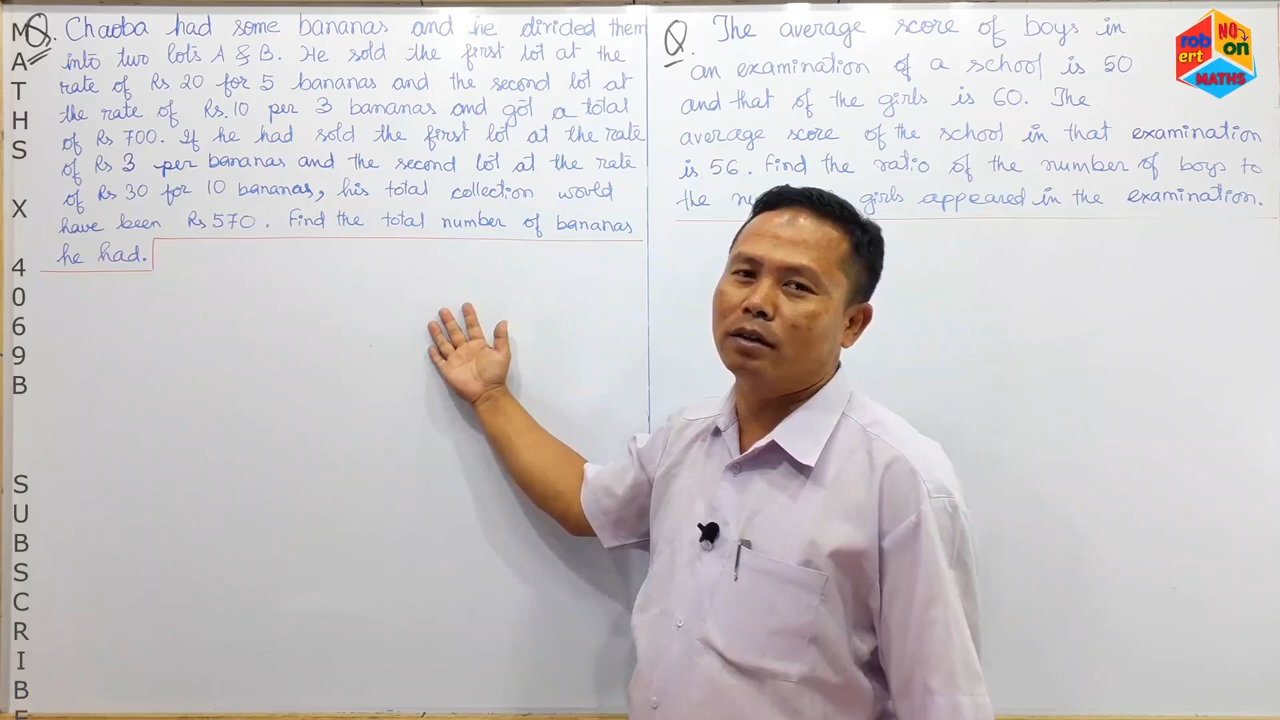 Q. Chaoba had some bananas and he divided them
into two lots A & B. He sold the first lot at the
rate of Rs 20 for 5 bananas and the second lot at
the rate of Rs. 10 per 3 bananas and got a total
of Rs 700. If he had sold the first lot at the rate
of Rs 3 per bananas and the second lot at the rate
of Rs 30 for 10 bananas, his total collection would
have been Rs 570. Find the total number of bananas
he had.
Q. The average score of boys in
an examination of a school is 50
and that of the girls is 60. The
average score of the school in that examination
is 56. Find the ratio of the number of boys to
the girls appeared in the examination.
MATHS X 4069B SUBSCRIBE
robert
NO on
MATHS